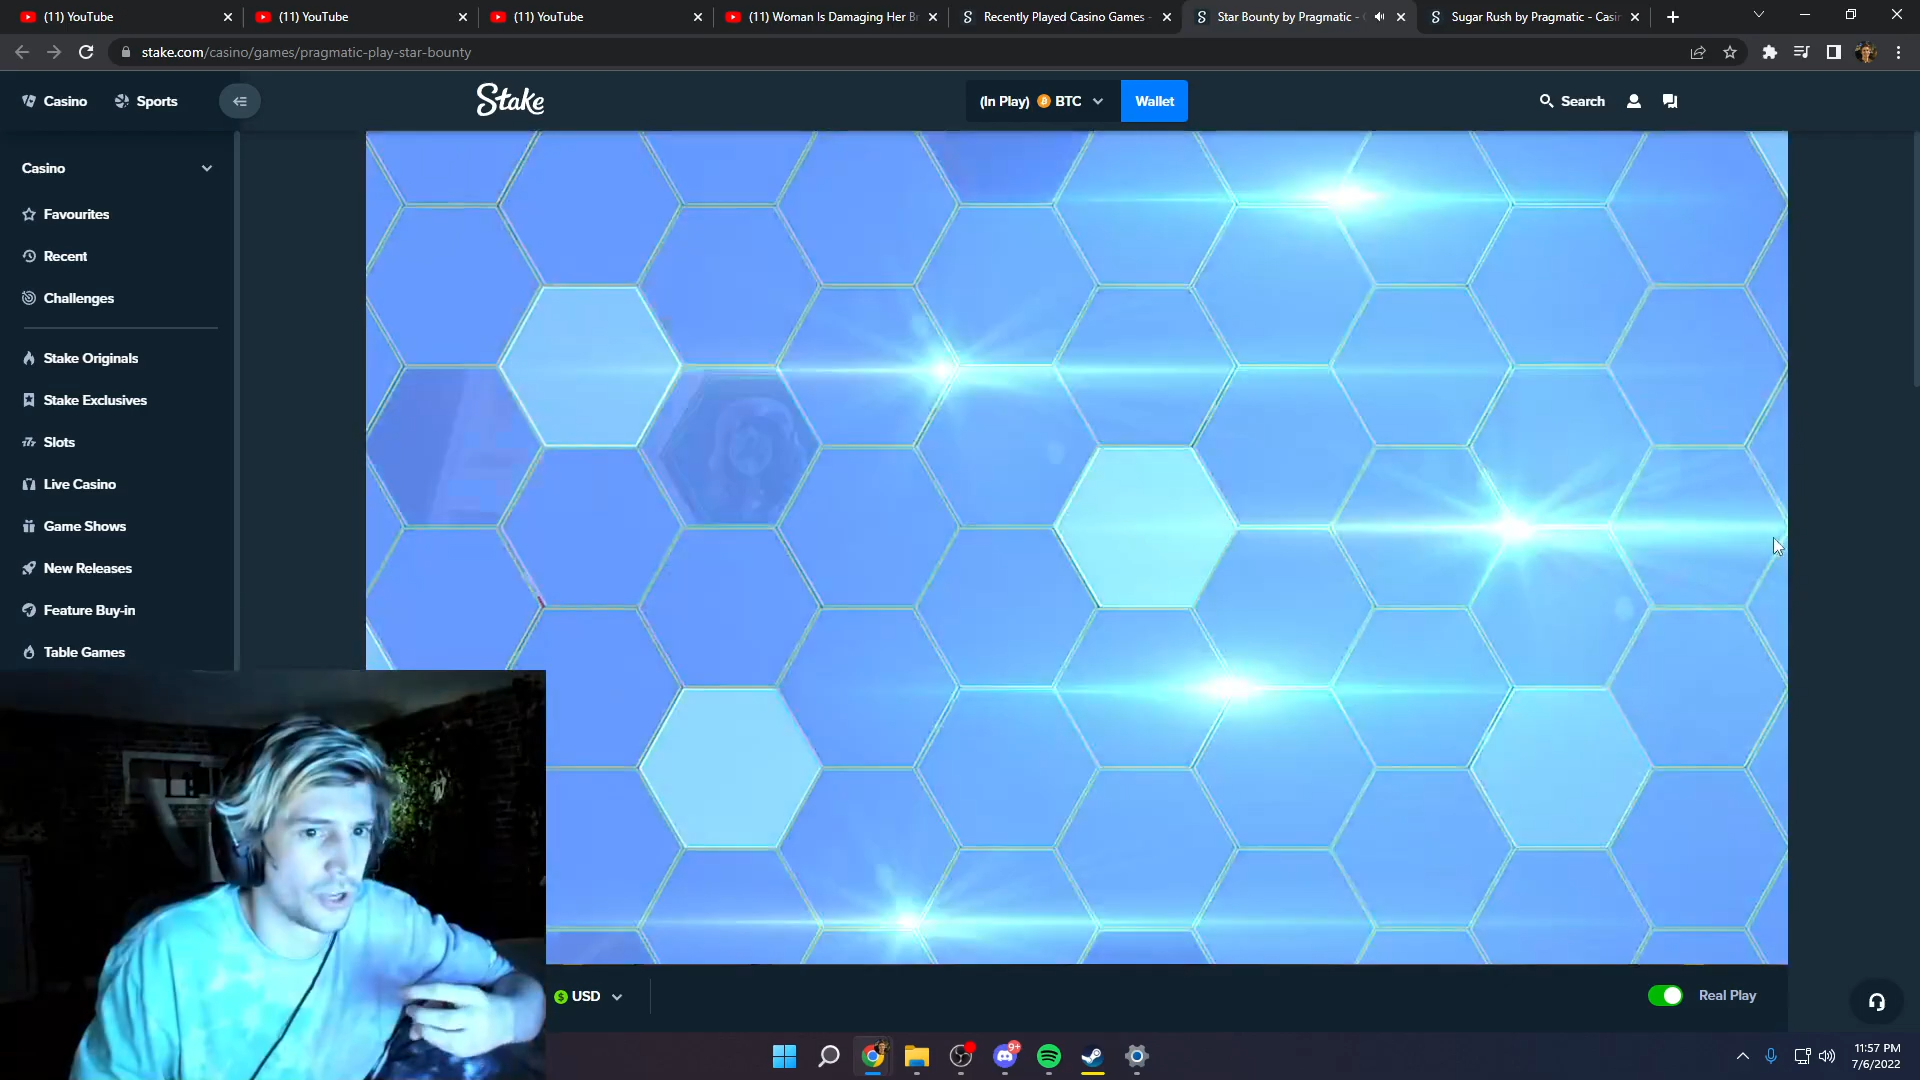 (11) YouTube
(11) YouTube
(11) YouTube
(11) Woman Is Damaging Her Br
Recently Played Casino Games -
Star Bounty by Pragmatic -
Sugar Rush by Pragmatic - Casin
stake.com/casino/games/pragmatic-play-star-bounty
Casino
Sports
Stake
(In Play) BTC
Wallet
Search
Casino
Favourites
Recent
Challenges
Stake Originals
Stake Exclusives
Slots
Live Casino
Game Shows
New Releases
Feature Buy-in
Table Games
USD
Real Play
9+
11:57 PM
7/6/2022